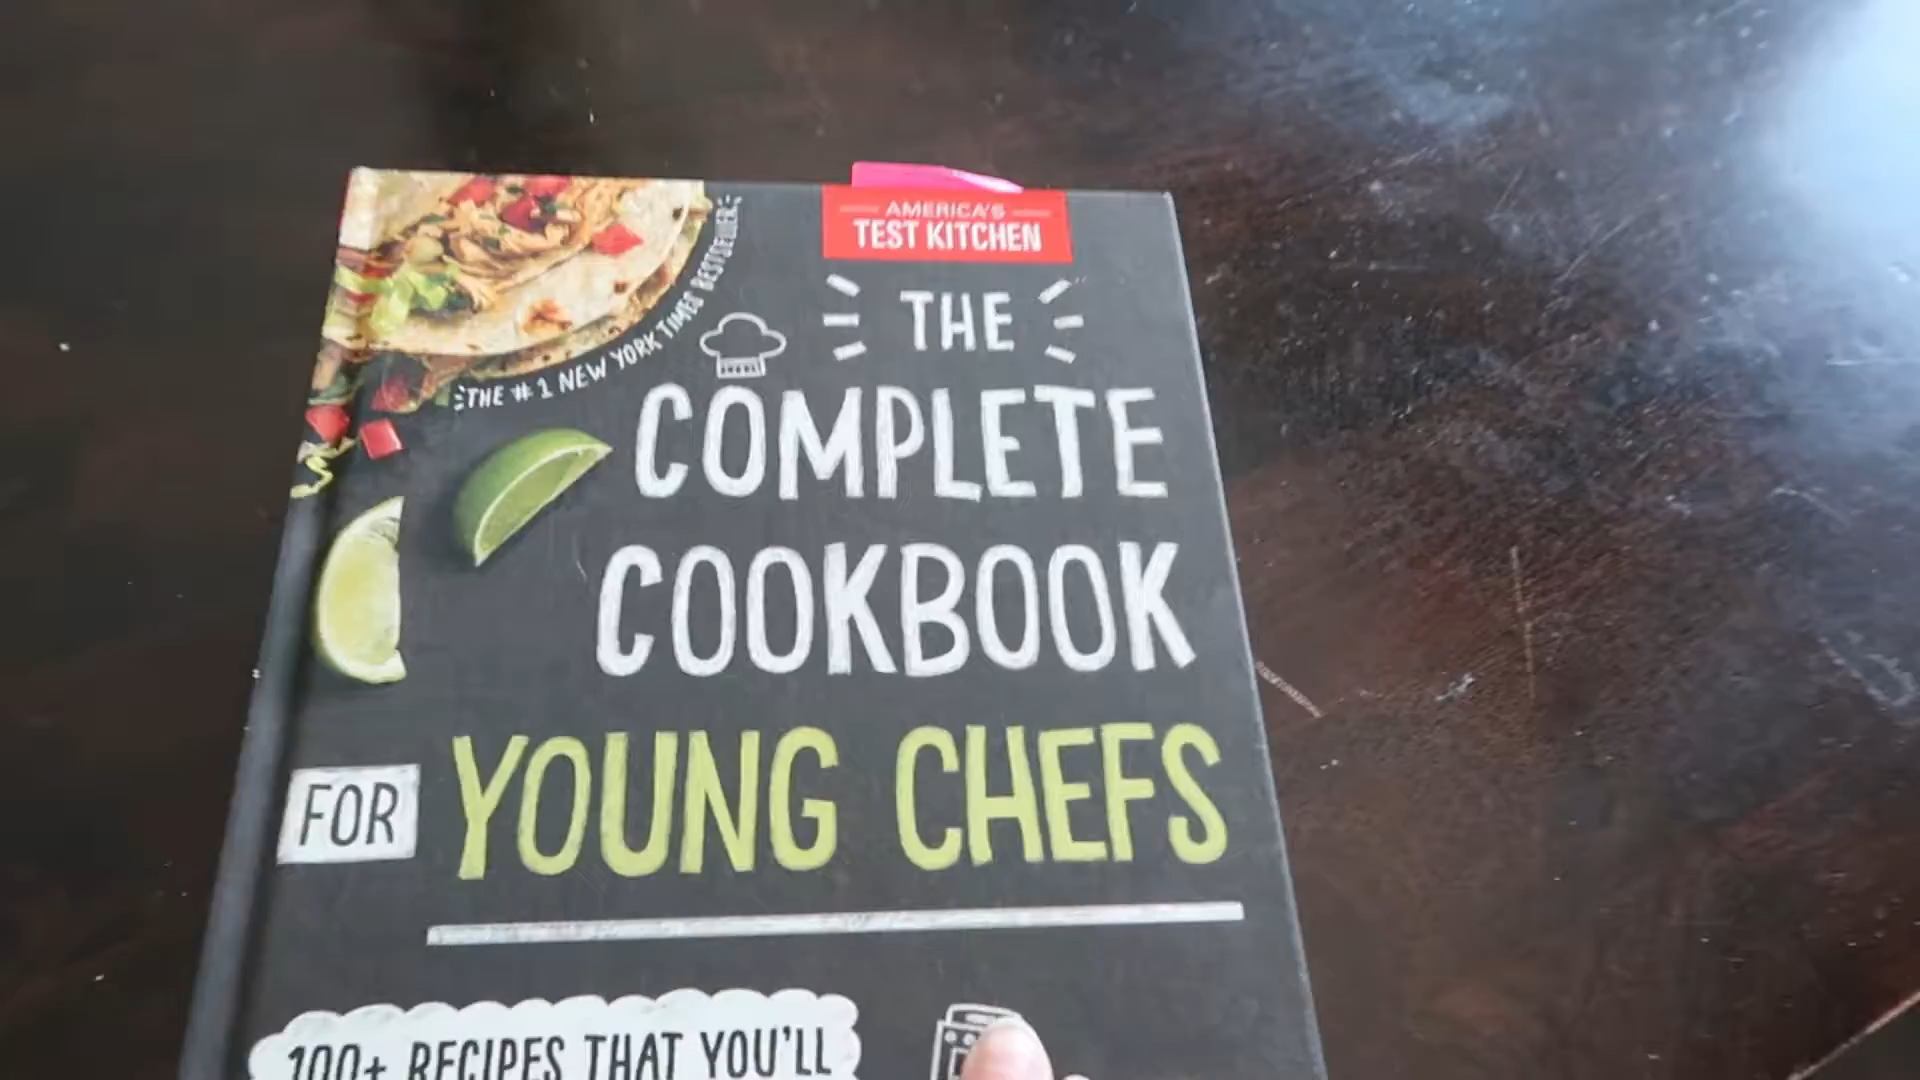 AMERICA'S
TEST KITCHEN
THE #1 NEW YORK TIMES BESTSELLER
THE
COMPLETE
COOKBOOK
FOR YOUNG CHEFS
100+ RECIPES THAT YOU'LL